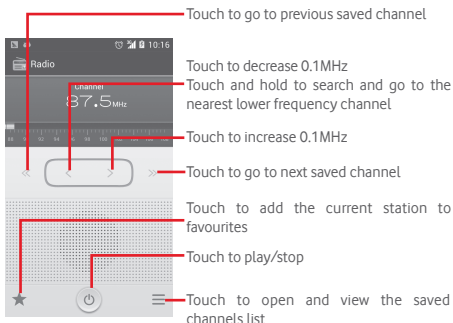 Touch to go to previous saved channel
10:16
Radio
Touch to decrease 0.1MHz
Channel
Touch and hold to search and go to the
nearest lower frequency channel
87.5MHz
Touch to increase 0.1MHz
Touch to go to next saved channel
Touch to add the current station to
favourites
Touch to play/stop
Touch to open and view the saved
channels list